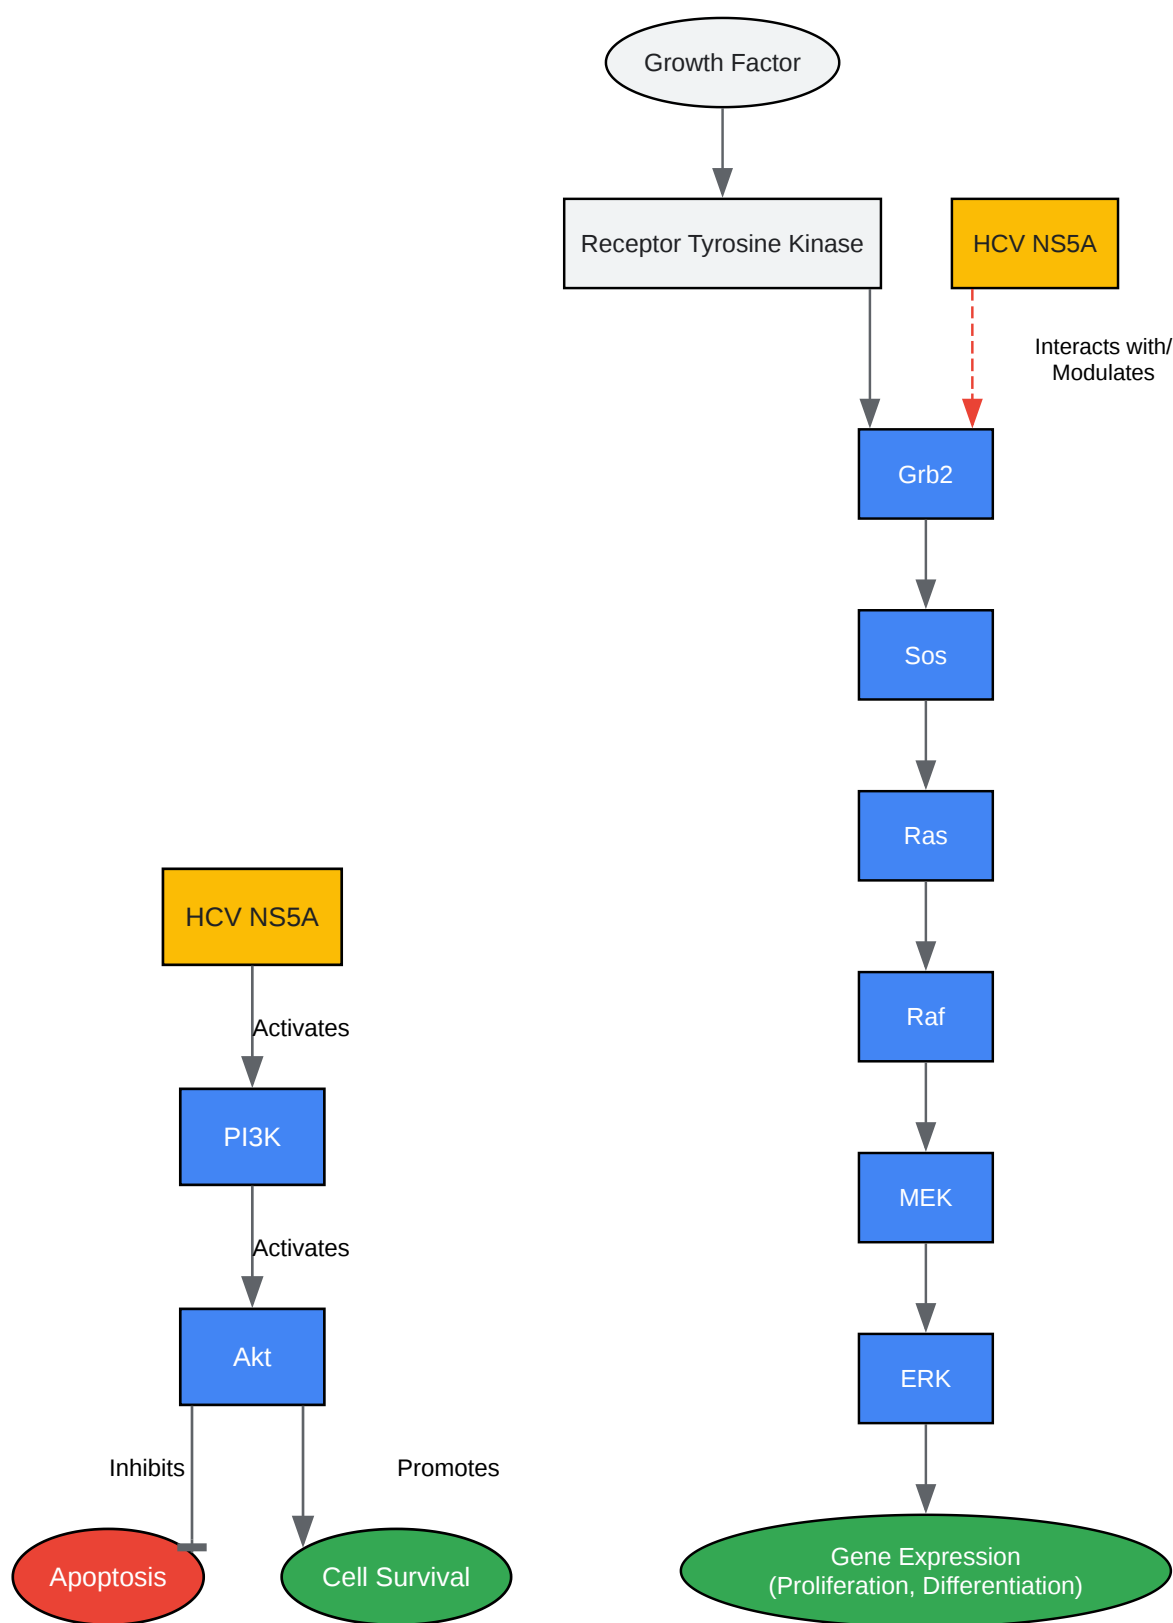 Growth Factor
Receptor Tyrosine Kinase
HCV NS5A
Interacts with/
Modulates
Grb2
Sos
Ras
Raf
MEK
ERK
Gene Expression
(Proliferation, Differentiation)
HCV NS5A
Activates
PI3K
Activates
Akt
Inhibits
Promotes
Apoptosis
Cell Survival